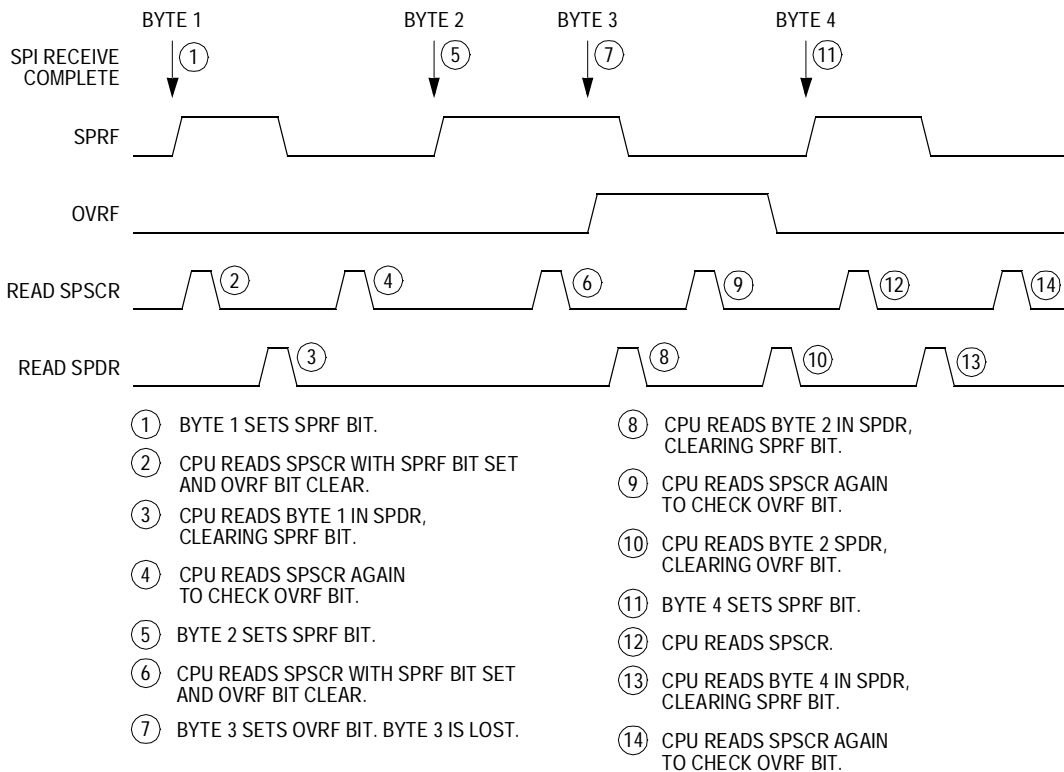 BYTE 1
BYTE 2
BYTE 3
BYTE 4
SPI RECEIVE
COMPLETE
1
5
7
11
SPRF
OVRF
READ SPSCR
2
4
6
9
12
14
READ SPDR
3
8
10
13
1 BYTE 1 SETS SPRF BIT.
2 CPU READS SPSCR WITH SPRF BIT SET
AND OVRF BIT CLEAR.
3 CPU READS BYTE 1 IN SPDR,
CLEARING SPRF BIT.
4 CPU READS SPSCR AGAIN
TO CHECK OVRF BIT.
5 BYTE 2 SETS SPRF BIT.
6 CPU READS SPSCR WITH SPRF BIT SET
AND OVRF BIT CLEAR.
7 BYTE 3 SETS OVRF BIT. BYTE 3 IS LOST.
8 CPU READS BYTE 2 IN SPDR,
CLEARING SPRF BIT.
9 CPU READS SPSCR AGAIN
TO CHECK OVRF BIT.
10 CPU READS BYTE 2 SPDR,
CLEARING OVRF BIT.
11 BYTE 4 SETS SPRF BIT.
12 CPU READS SPSCR.
13 CPU READS BYTE 4 IN SPDR,
CLEARING SPRF BIT.
14 CPU READS SPSCR AGAIN
TO CHECK OVRF BIT.